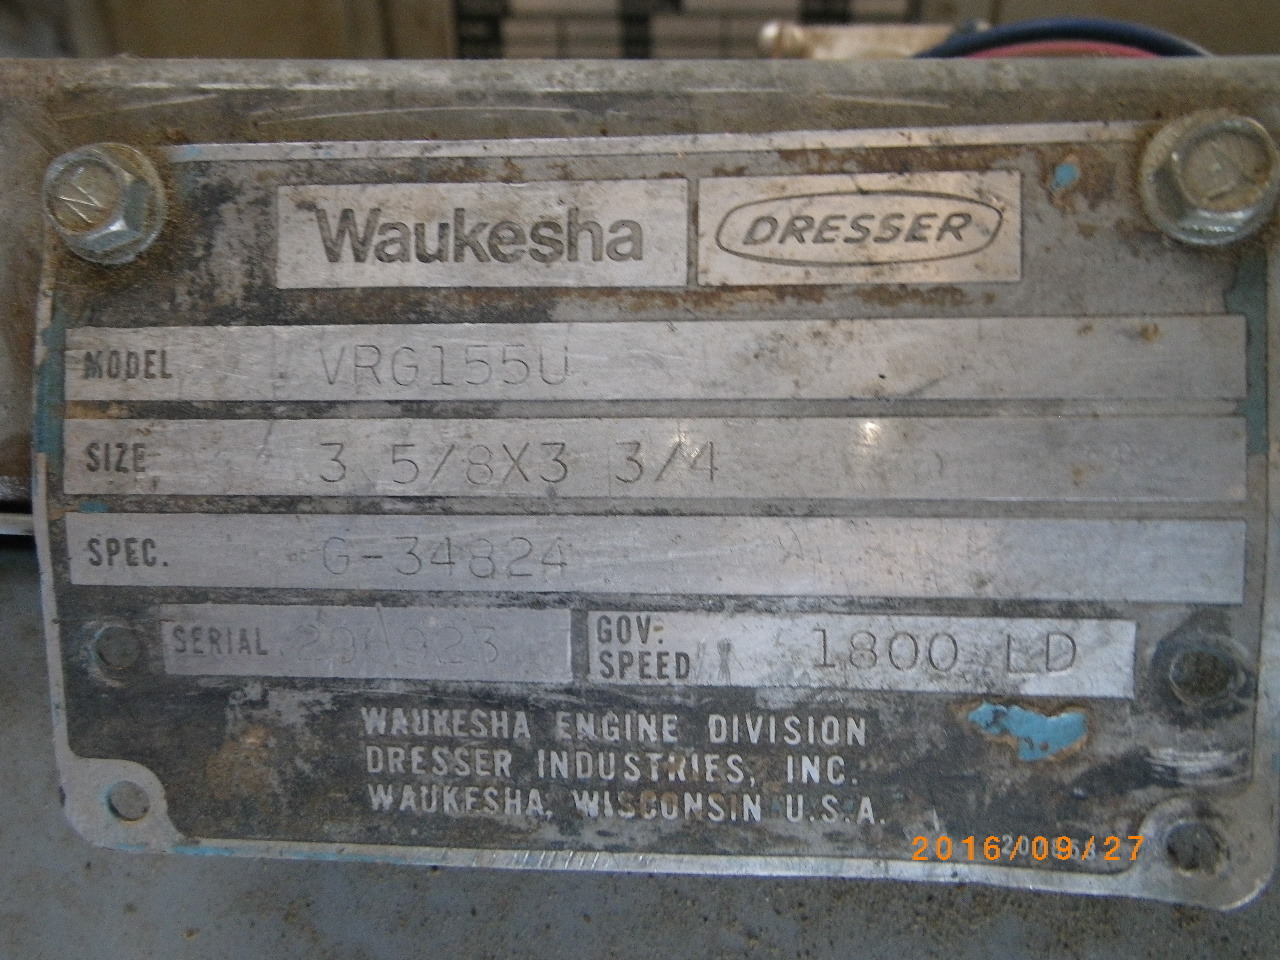 Waukesha DRESSER
MODEL VRG155U
SIZE 3 5/8X3 3/4
SPEC. G-34824
SERIAL
GOV. SPEED 1800 LD
WAUKESHA ENGINE DIVISION
DRESSER INDUSTRIES, INC.
WAUKESHA, WISCONSIN U.S.A.
2016/09/27